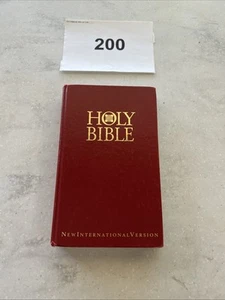 200
HOLY
BIBLE
NEW INTERNATIONAL VERSION